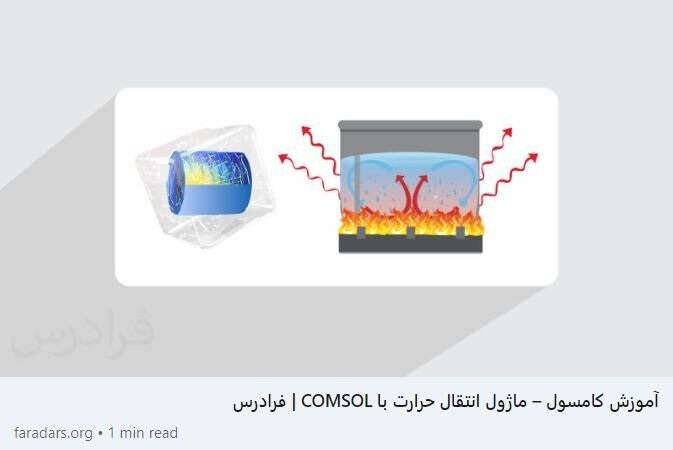 فرادرس
آموزش کامسول – ماژول انتقال حرارت با COMSOL | فرادرس
faradars.org • 1 min read